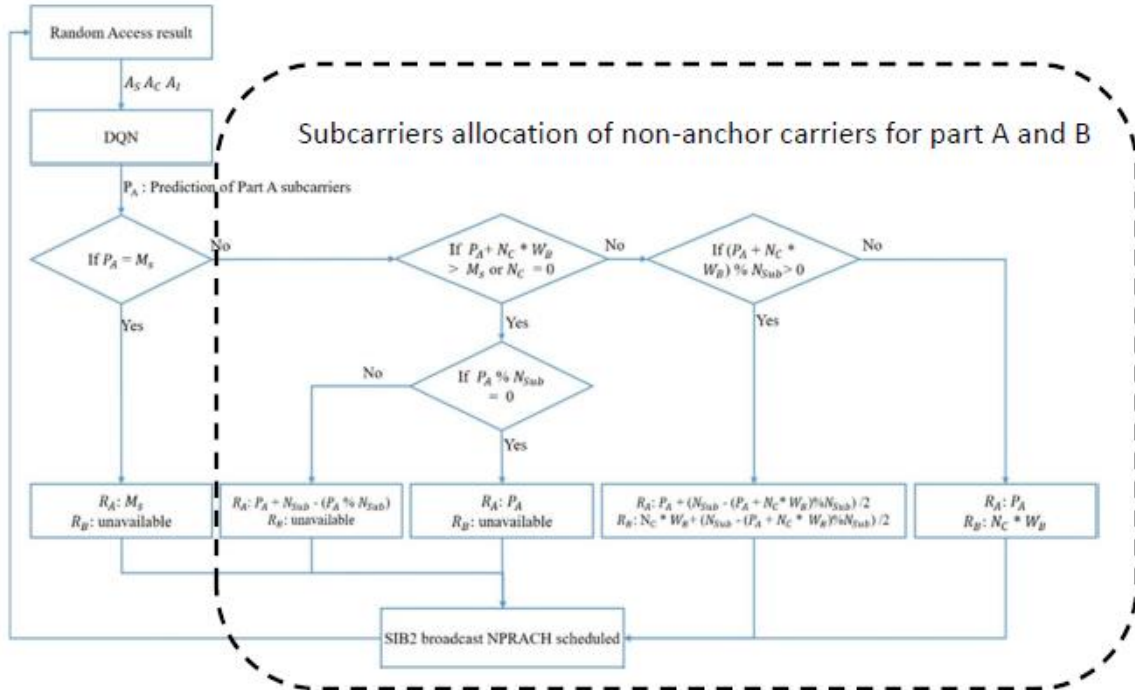 Random Access result
A_S A_C A_I
DQN
Subcarriers allocation of non-anchor carriers for part A and B
P_A : Prediction of Part A subcarriers
If P_A = M_s
No
If P_A + N_C * W_B
> M_s or N_C = 0
No
If (P_A + N_C *
W_B) % N_Sub > 0
No
Yes
Yes
Yes
No
If P_A % N_Sub
= 0
Yes
R_A: M_s
R_B: unavailable
R_A: P_A + N_Sub - (P_A % N_Sub)
R_B: unavailable
R_A: P_A
R_B: unavailable
R_A: P_A + (N_Sub - (P_A + N_C * W_B)%N_Sub) /2
R_B: N_C * W_B + (N_Sub - (P_A + N_C * W_B)%N_Sub) /2
R_A: P_A
R_B: N_C * W_B
SIB2 broadcast NPRACH scheduled